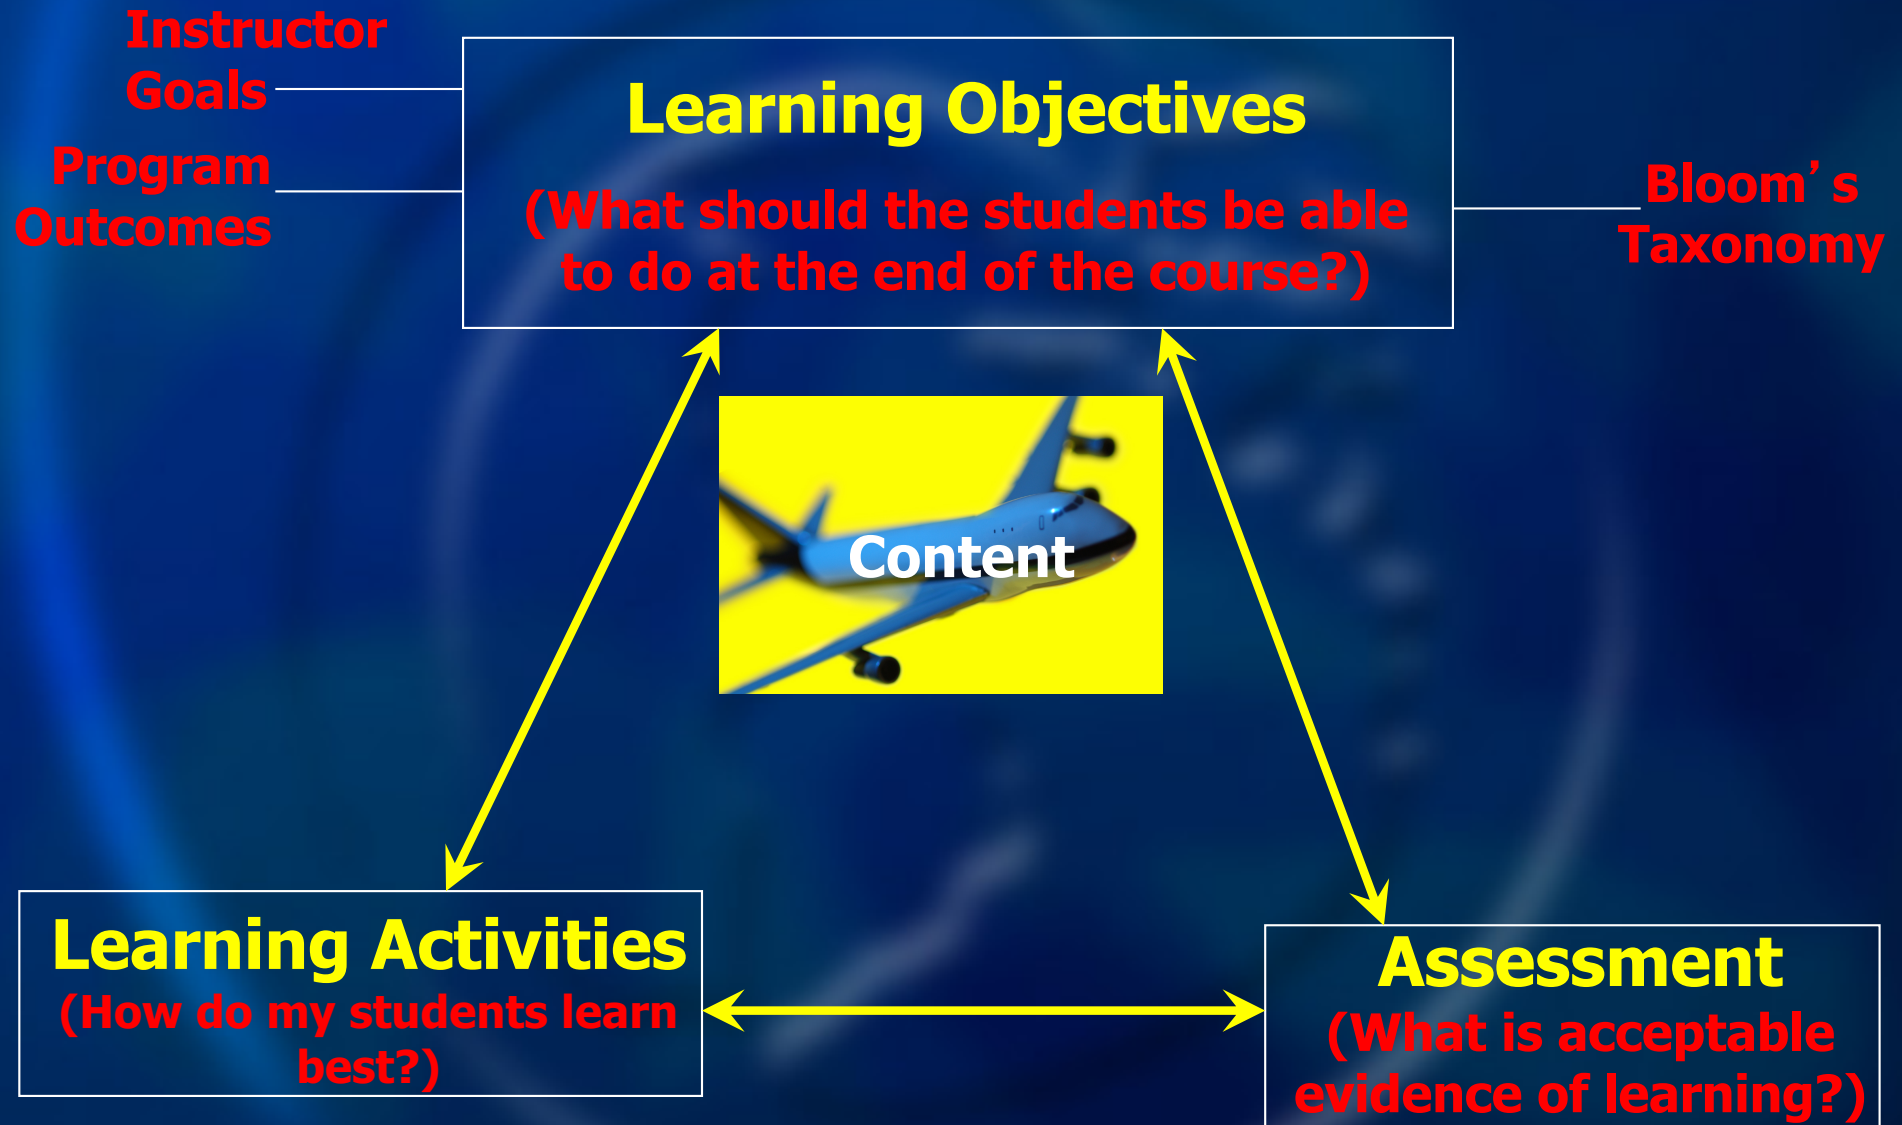 Instructor
Goals
Program
Outcomes
Learning Objectives
(What should the students be able
to do at the end of the course?)
Bloom’s
Taxonomy
Content
Learning Activities
(How do my students learn
best?)
Assessment
(What is acceptable
evidence of learning?)